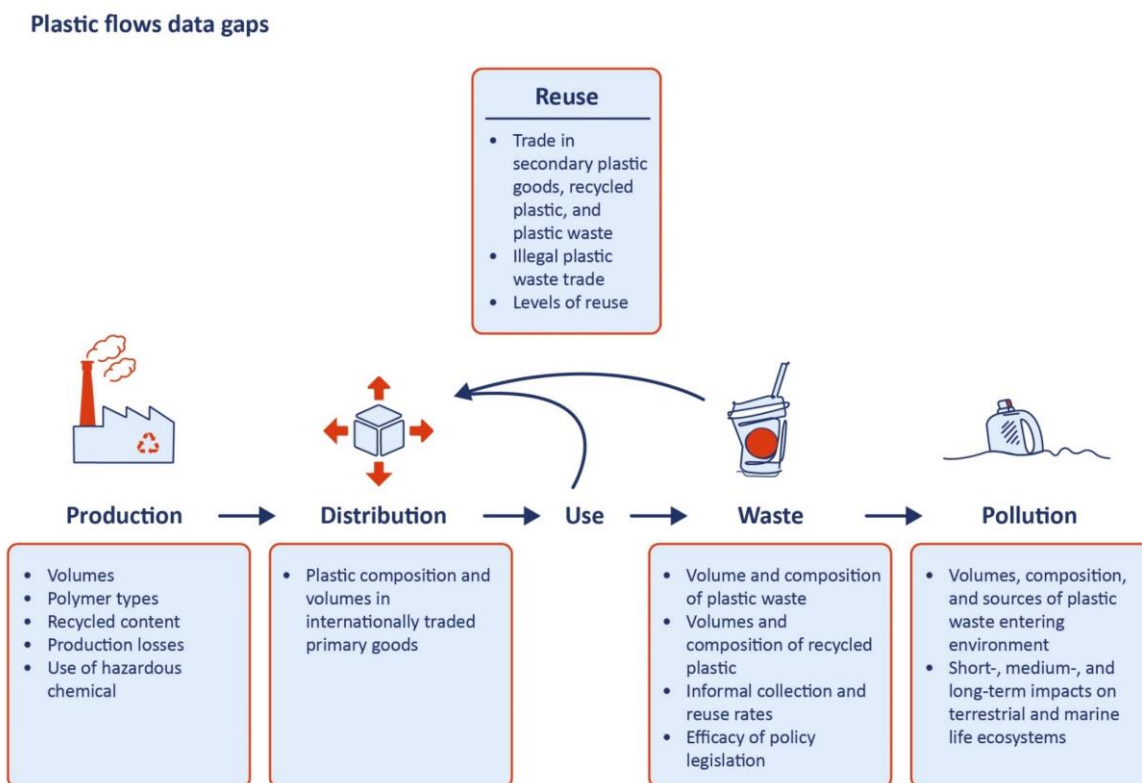 Plastic flows data gaps
Reuse
• Trade in
secondary plastic
goods, recycled
plastic, and
plastic waste
• Illegal plastic
waste trade
• Levels of reuse
Production
Distribution
Use
Waste
Pollution
• Volumes
• Polymer types
• Recycled content
• Production losses
• Use of hazardous
chemical
• Plastic composition and
volumes in
internationally traded
primary goods
• Volume and composition
of plastic waste
• Volumes and
composition of recycled
plastic
• Informal collection and
reuse rates
• Efficacy of policy
legislation
• Volumes, composition,
and sources of plastic
waste entering
environment
• Short-, medium-, and
long-term impacts on
terrestrial and marine
life ecosystems